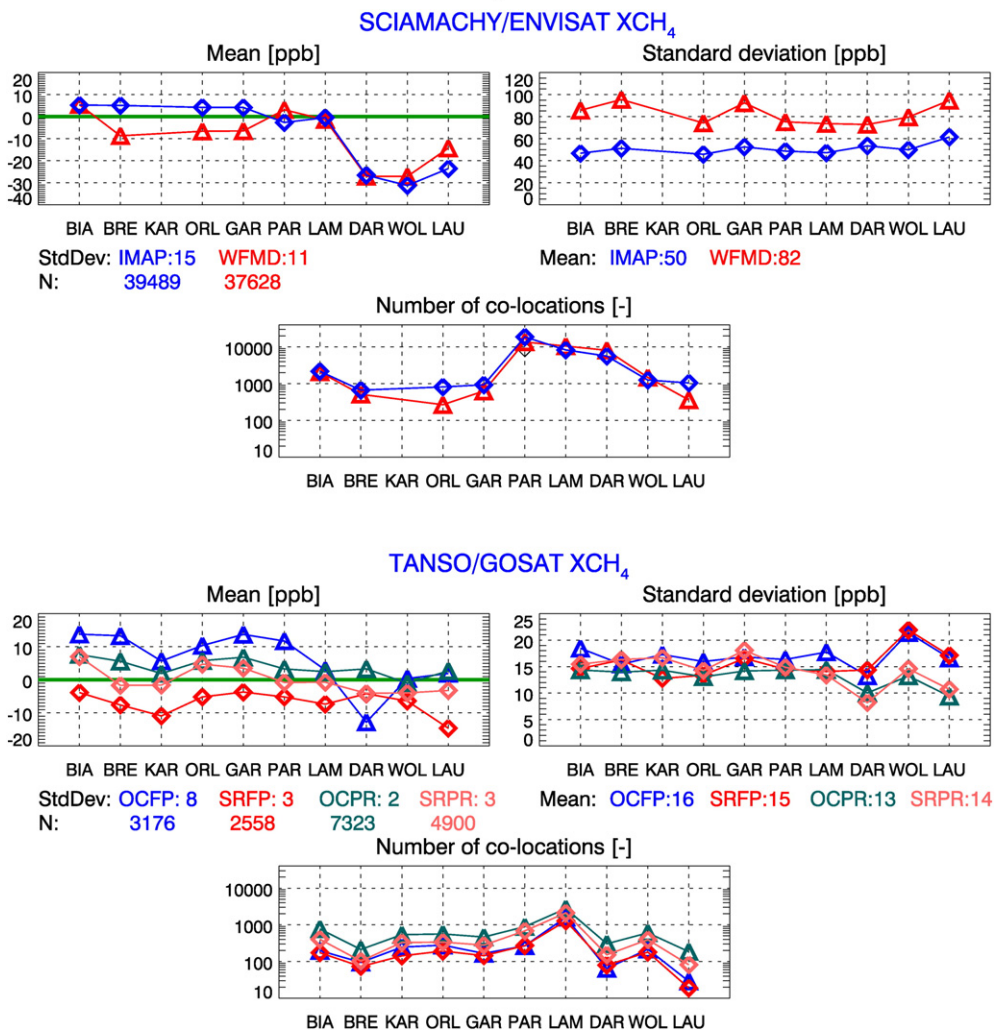 SCIAMACHY/ENVISAT XCH4
Mean [ppb]
20
10
0
-10
-20
-30
-40
BIA BRE KAR ORL GAR PAR LAM DAR WOL LAU
StdDev: IMAP:15 WFMD:11
N: 39489 37628
Standard deviation [ppb]
120
100
80
60
40
20
0
BIA BRE KAR ORL GAR PAR LAM DAR WOL LAU
Mean: IMAP:50 WFMD:82
Number of co-locations [-]
10000
1000
100
10
BIA BRE KAR ORL GAR PAR LAM DAR WOL LAU
TANSO/GOSAT XCH4
Mean [ppb]
20
10
0
-10
-20
BIA BRE KAR ORL GAR PAR LAM DAR WOL LAU
StdDev: OCFP: 8 SRFP: 3 OCPR: 2 SRPR: 3
N: 3176 2558 7323 4900
Standard deviation [ppb]
25
20
15
10
5
0
BIA BRE KAR ORL GAR PAR LAM DAR WOL LAU
Mean: OCFP:16 SRFP:15 OCPR:13 SRPR:14
Number of co-locations [-]
10000
1000
100
10
BIA BRE KAR ORL GAR PAR LAM DAR WOL LAU